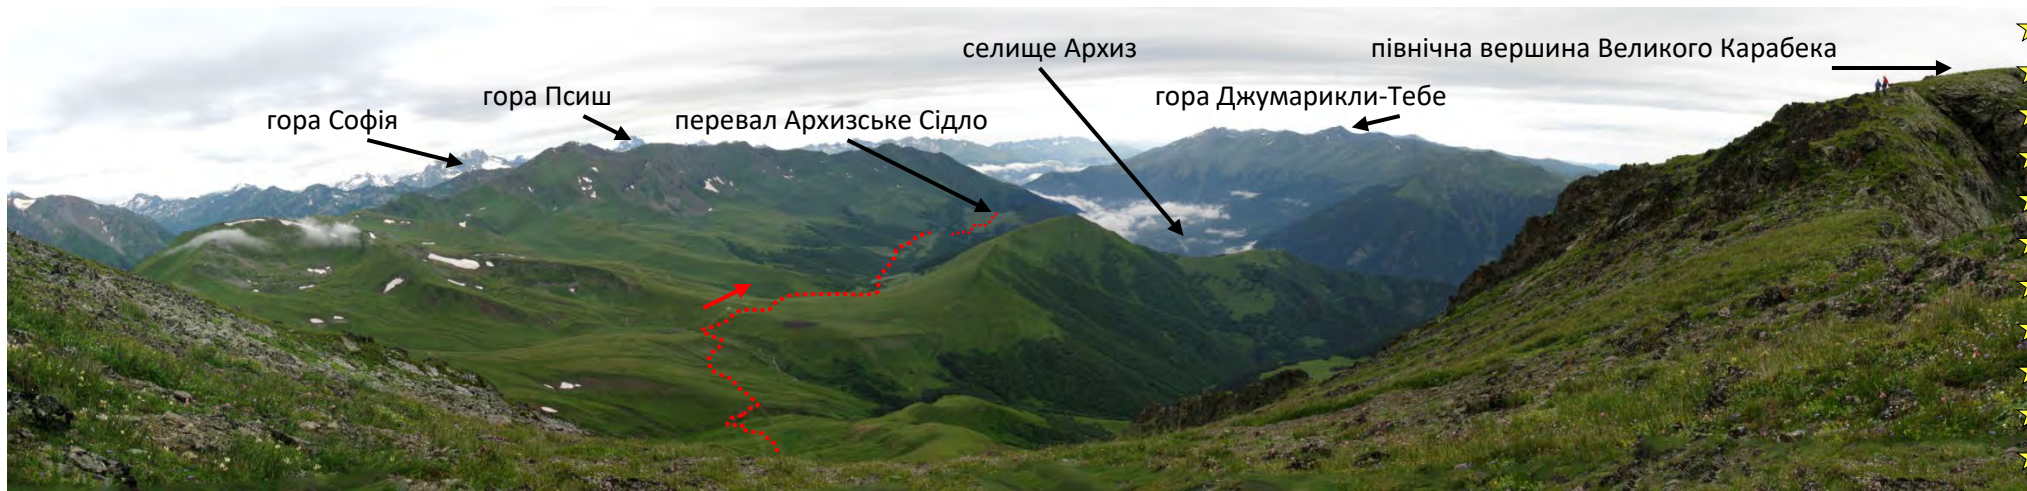 селище Архиз
північна вершина Великого Карабека
гора Псиш
гора Джумарикли-Тебе
гора Софія
перевал Архизське Сідло